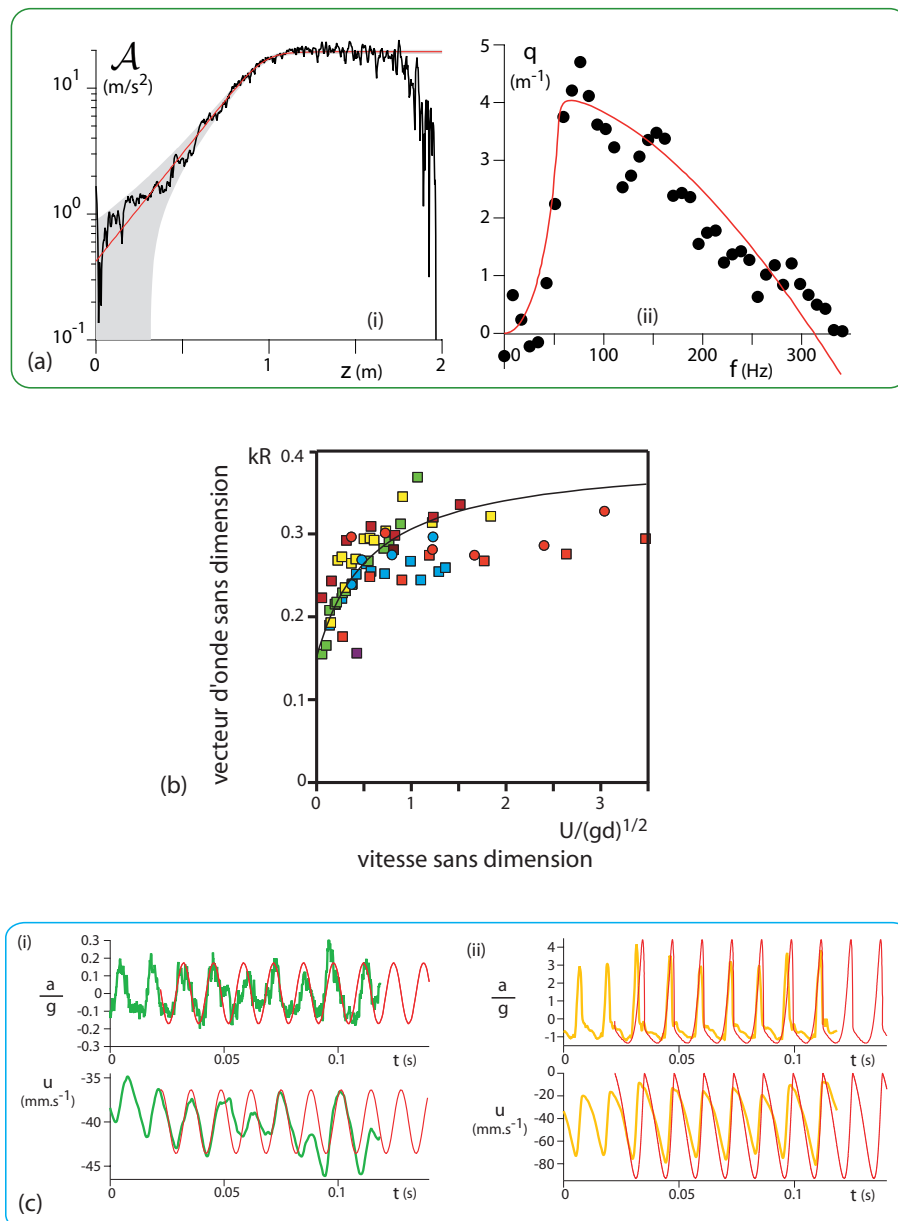 𝒜
(m/s²)
10¹
10⁰
10⁻¹
0
1
2
z (m)
(i)
(a)
q
(m⁻¹)
5
4
3
2
1
0
0
100
200
300
f (Hz)
(ii)
vecteur d'onde sans dimension
kR
0.4
0.3
0.2
0.1
0
0
1
2
3
U/(gd)^1/2
vitesse sans dimension
(b)
(i)
a/g
0.3
0.2
0.1
0
-0.1
-0.2
-0.3
0
0.05
0.1
t (s)
u
(mm.s⁻¹)
-35
-40
-45
0
0.05
0.1
t (s)
(c)
(ii)
a/g
4
3
2
1
0
-1
0
0.05
0.1
t (s)
u
(mm.s⁻¹)
0
-20
-40
-60
-80
0
0.05
0.1
t (s)